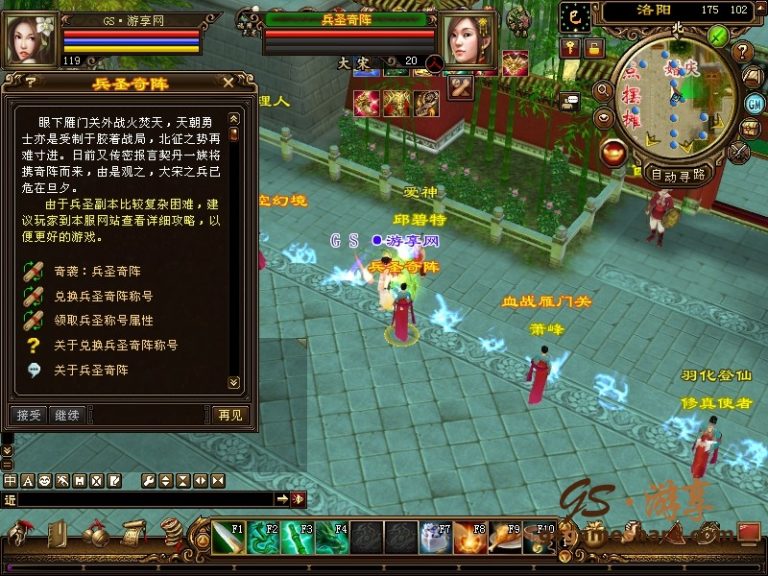 GS·游享网
119
兵圣奇阵
大宋
20
洛阳
175 102
北
GM
自动寻路
兵圣奇阵
眼下雁门关外战火焚天，天朝勇
士亦是受制于胶着战局，北征之势再
难寸进。日前又传密报言契丹一族将
携奇阵而来，由是观之，大宋之兵已
危在旦夕。
由于兵圣副本比较复杂困难，建
议玩家到本服网站查看详细攻略，以
便更好的游戏。
奇袭：兵圣奇阵
兑换兵圣奇阵称号
领取兵圣称号属性
关于兑换兵圣奇阵称号
关于兵圣奇阵
接受
继续
再见
理人
幻境
爱神
邱碧特
GS●游享网
兵圣奇阵
血战雁门关
萧峰
羽化登仙
修真使者
近
F1
F2
F3
F4
F7
F8
F9
F10
GS·游享